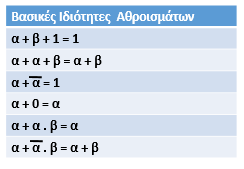 Βασικές Ιδιότητες Αθροισμάτων
α + β + 1 = 1
α + α + β = α + β
α + α̅ = 1
α + 0 = α
α + α . β = α
α + α̅ . β = α + β